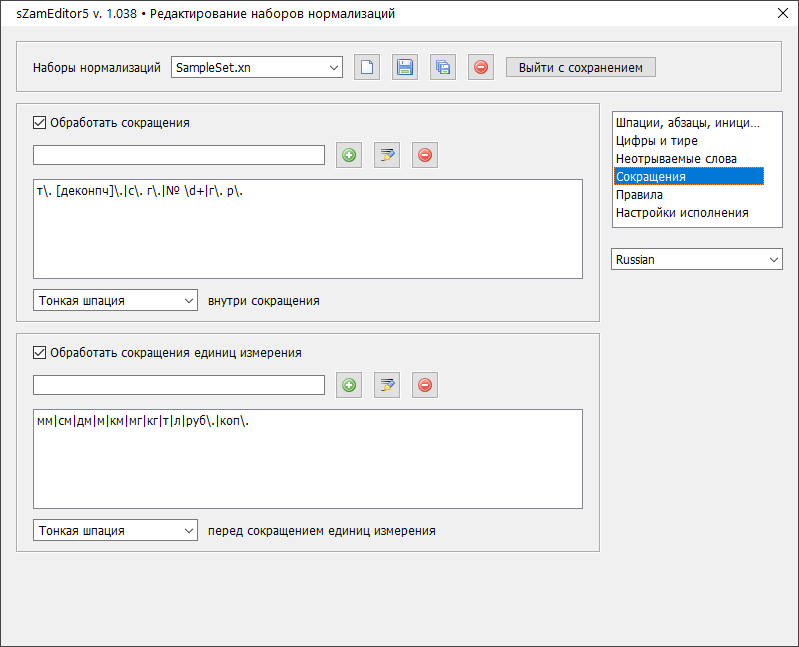 sZamEditor5 v. 1.038 • Редактирование наборов нормализаций
Наборы нормализаций SampleSet.xn Выйти с сохранением
Обработать сокращения
т\. [деконпч]\.|с\. г\.|№ \d+|г\. р\.
Тонкая шпация внутри сокращения
Обработать сокращения единиц измерения
мм|см|дм|м|км|мг|кг|т|л|руб\.|коп\.
Тонкая шпация перед сокращением единиц измерения
Шпации, абзацы, иници...
Цифры и тире
Неотрываемые слова
Сокращения
Правила
Настройки исполнения
Russian